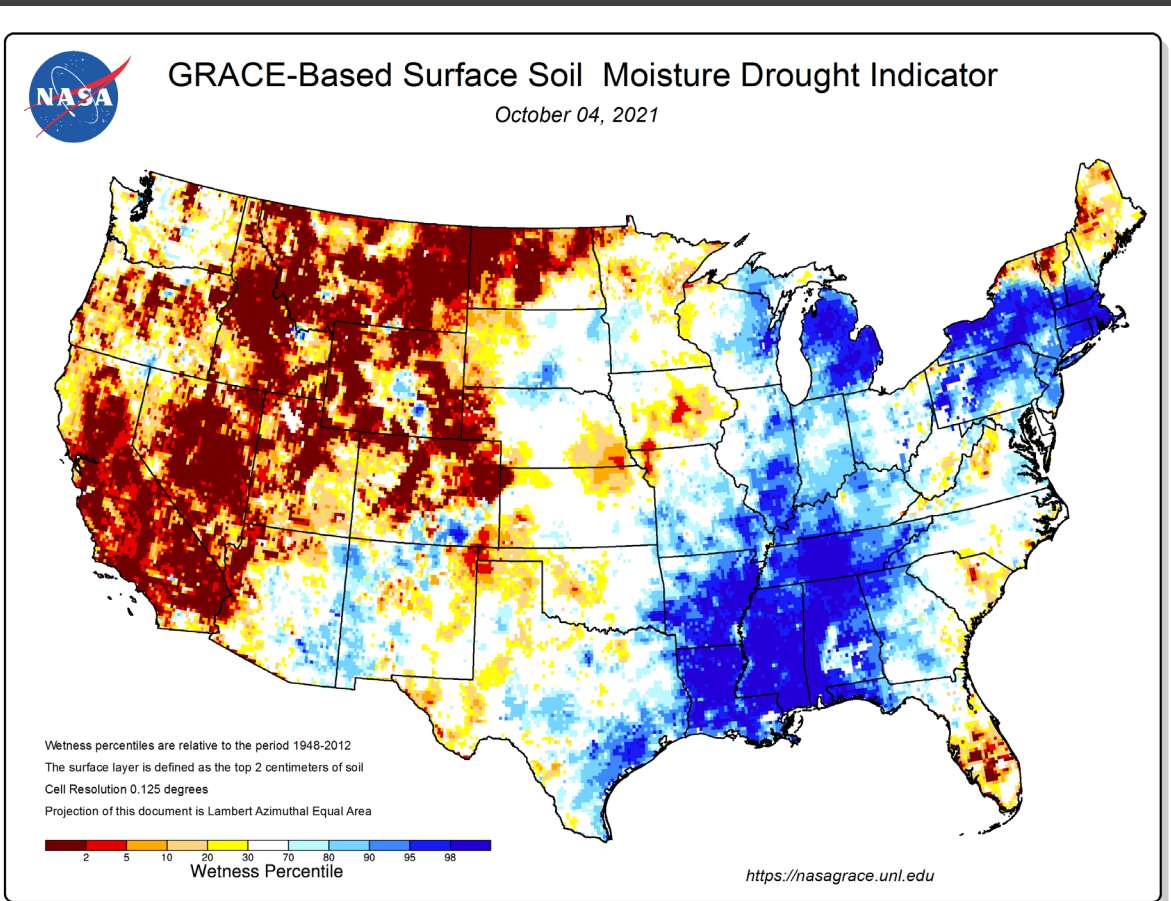 NASA
GRACE-Based Surface Soil  Moisture Drought Indicator
October 04, 2021
Wetness percentiles are relative to the period 1948-2012
The surface layer is defined as the top 2 centimeters of soil
Cell Resolution 0.125 degrees
Projection of this document is Lambert Azimuthal Equal Area
2 5 10 20 30 70 80 90 95 98
Wetness Percentile
https://nasagrace.unl.edu